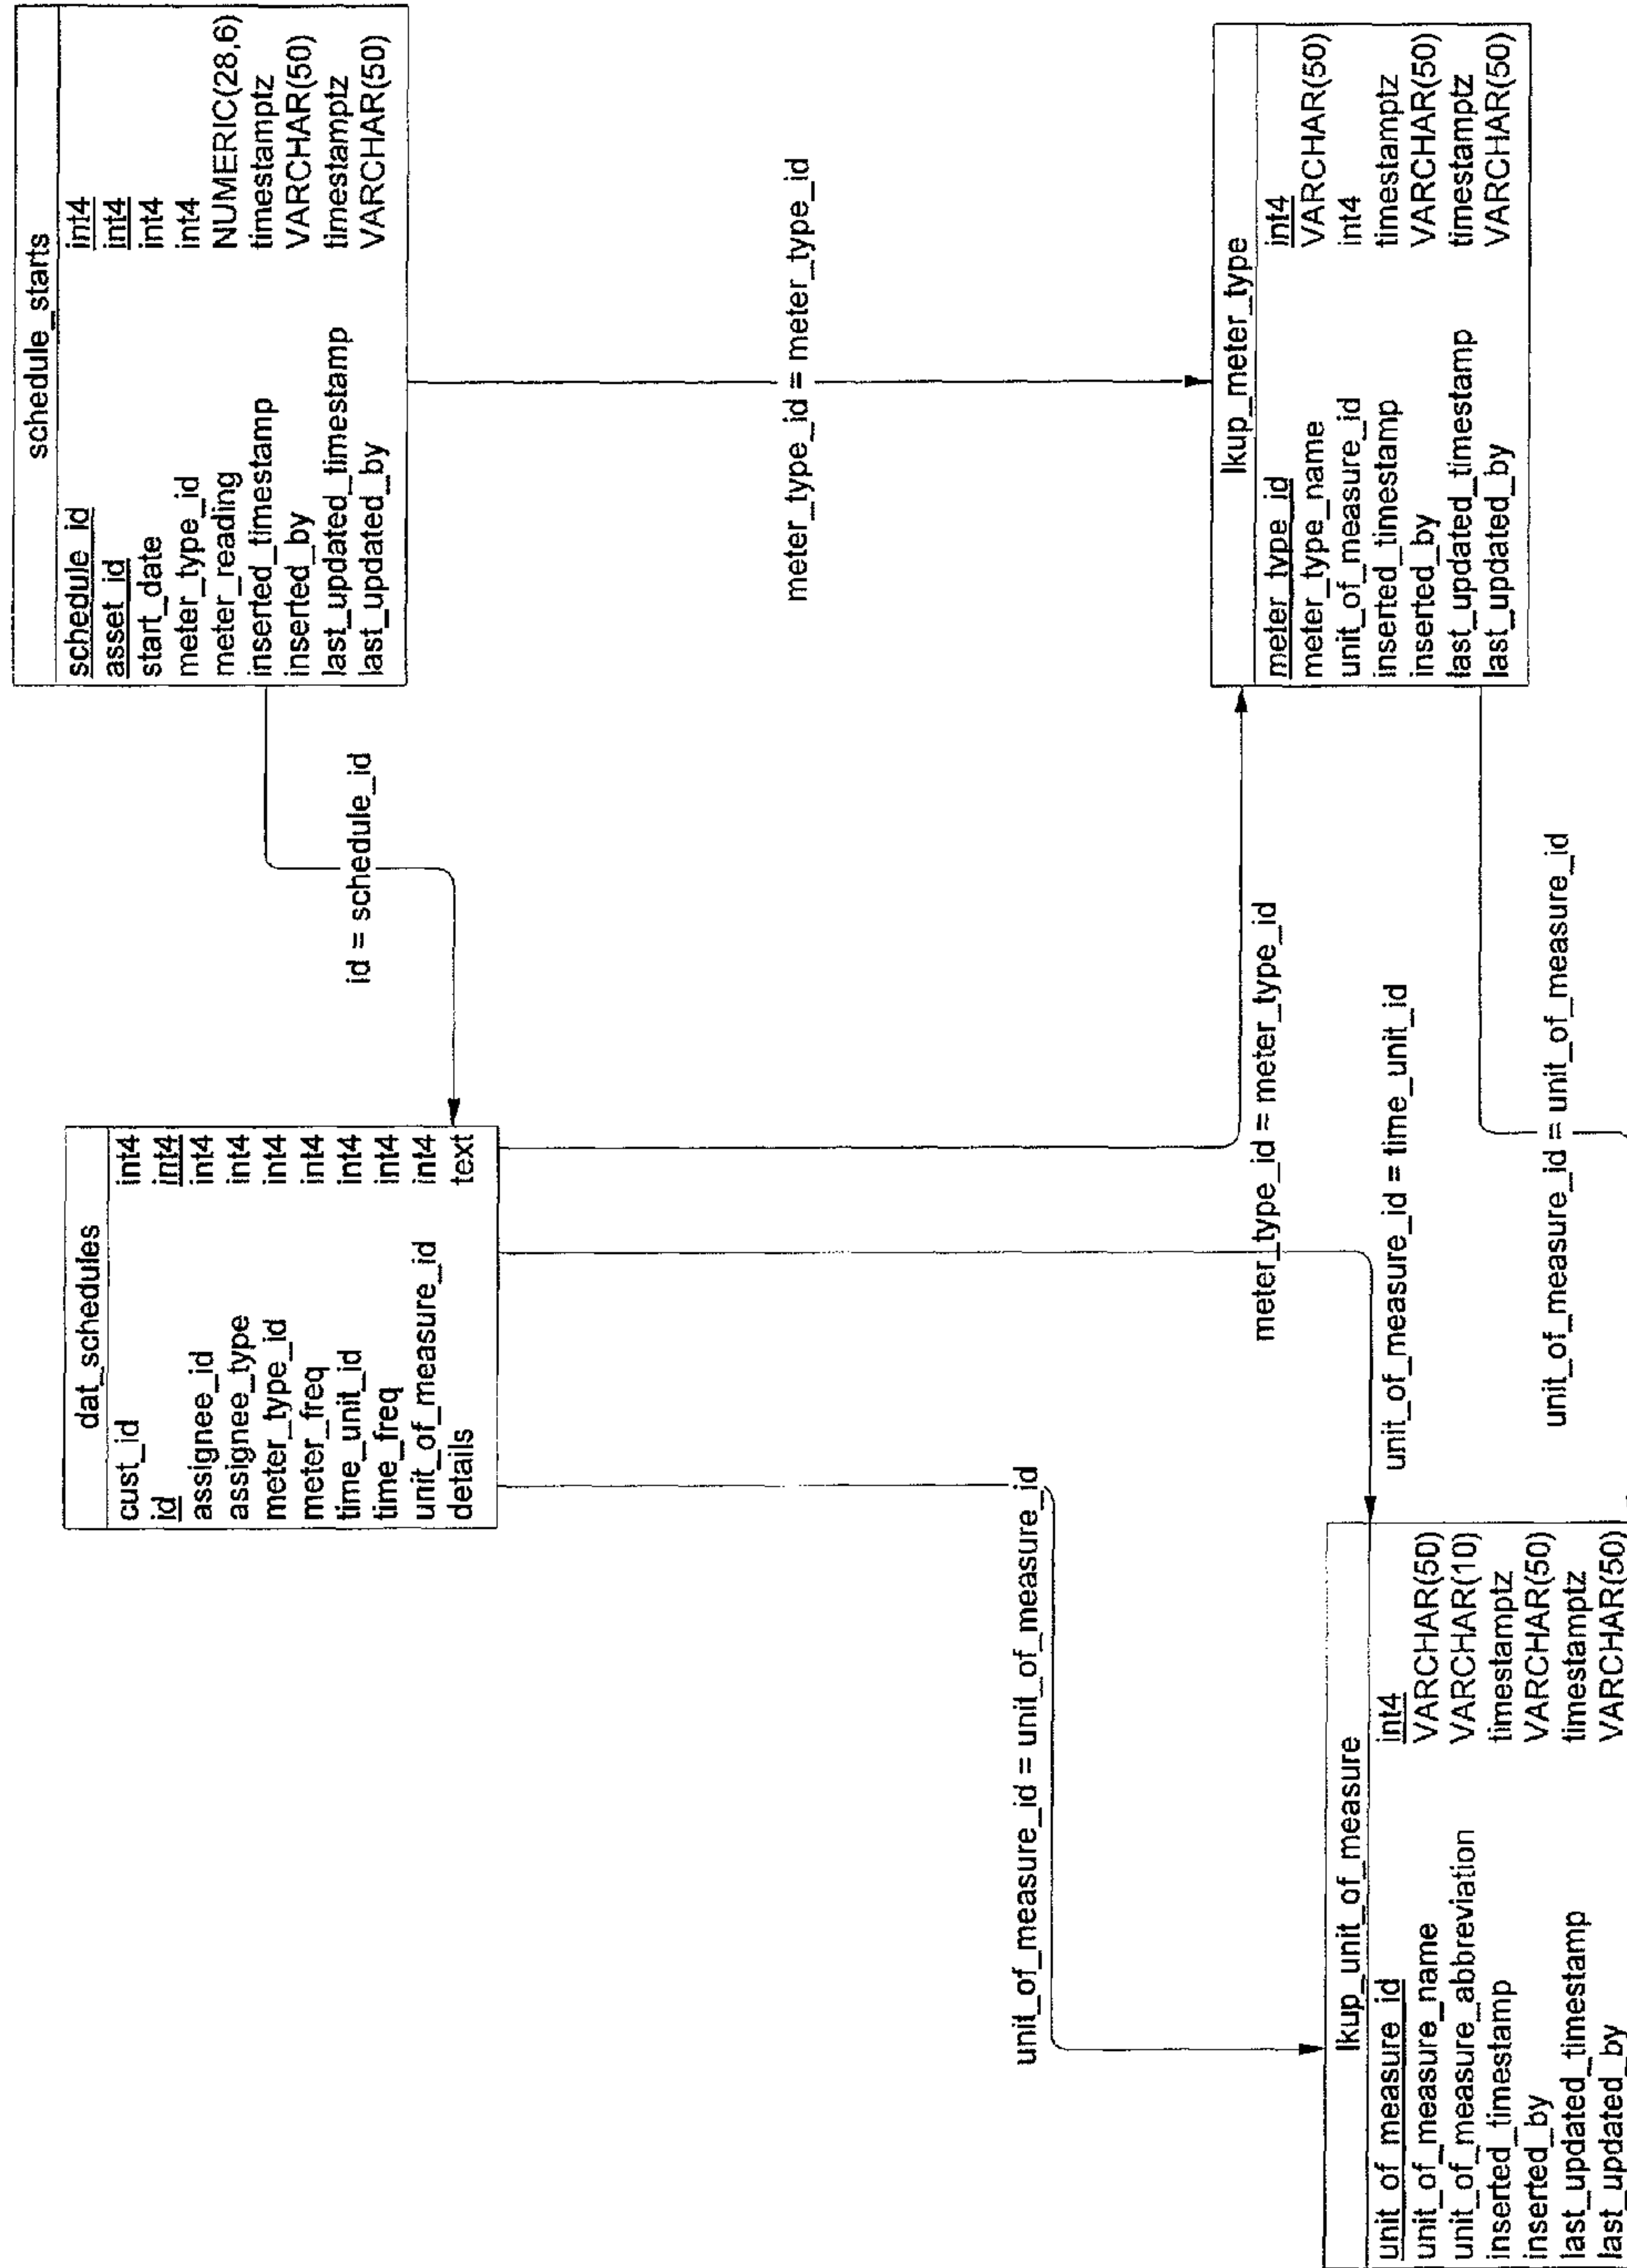 dat_schedules
cust_id int4
id int4
assignee_id int4
assignee_type int4
meter_type_id int4
meter_freq int4
time_unit_id int4
time_freq int4
unit_of_measure_id int4
details text
schedule_starts
schedule_id int4
asset_id int4
start_date int4
meter_type_id int4
meter_reading NUMERIC(28,6)
inserted_timestamp timestamptz
inserted_by VARCHAR(50)
last_updated_timestamp timestamptz
last_updated_by VARCHAR(50)
id = schedule_id
meter_type_id = meter_type_id
unit_of_measure_id = unit_of_measure_id
meter_type_id = meter_type_id
unit_of_measure_id = time_unit_id
lkup_unit_of_measure
unit_of_measure_id int4
unit_of_measure_name VARCHAR(50)
unit_of_measure_abbreviation VARCHAR(10)
inserted_timestamp timestamptz
inserted_by VARCHAR(50)
last_updated_timestamp timestamptz
last_updated_by VARCHAR(50)
lkup_meter_type
meter_type_id int4
meter_type_name VARCHAR(50)
unit_of_measure_id int4
inserted_timestamp timestamptz
inserted_by VARCHAR(50)
last_updated_timestamp timestamptz
last_updated_by VARCHAR(50)
unit_of_measure_id = unit_of_measure_id